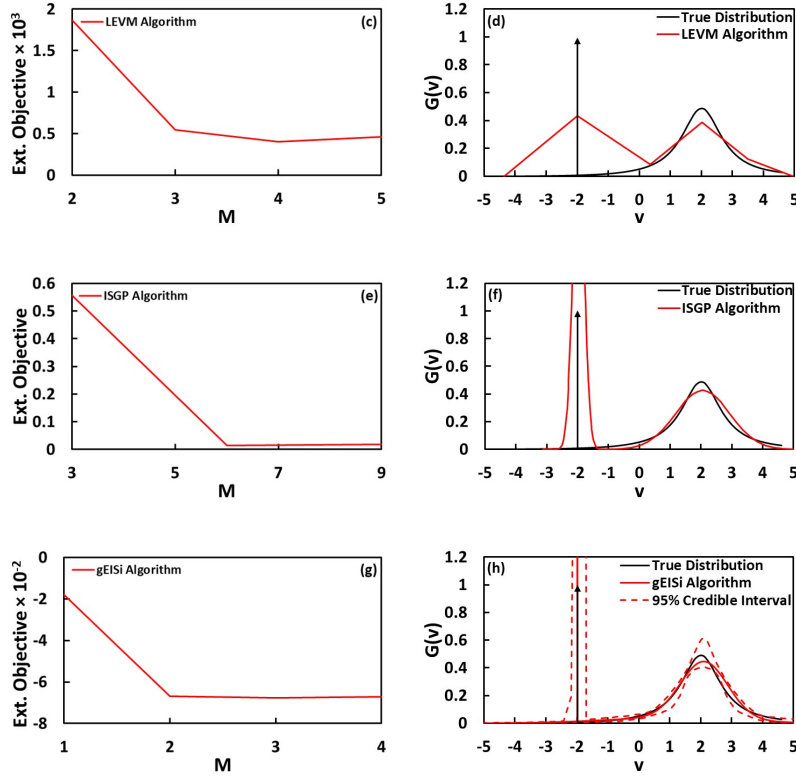 Ext. Objective × 10³
2
1.5
1
0.5
0
LEVM Algorithm
(c)
2
3
4
5
M
G(v)
1.2
1
0.8
0.6
0.4
0.2
0
(d)
True Distribution
LEVM Algorithm
-5 -4 -3 -2 -1 0 1 2 3 4 5
v
Ext. Objective
0.6
0.5
0.4
0.3
0.2
0.1
0
ISGP Algorithm
(e)
3
5
7
9
M
G(v)
1.2
1
0.8
0.6
0.4
0.2
0
(f)
True Distribution
ISGP Algorithm
-5 -4 -3 -2 -1 0 1 2 3 4 5
v
Ext. Objective × 10⁻²
0
-2
-4
-6
-8
gEISi Algorithm
(g)
1
2
3
4
M
G(v)
1.2
1
0.8
0.6
0.4
0.2
0
(h)
True Distribution
gEISi Algorithm
95% Credible Interval
-5 -4 -3 -2 -1 0 1 2 3 4 5
v